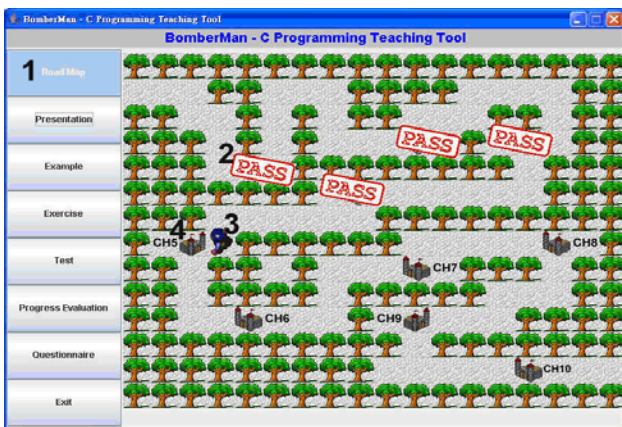 BomberMan - C Programming Teaching Tool
BomberMan - C Programming Teaching Tool
1 Road Map
Presentation
Example
Exercise
Test
Progress Evaluation
Questionnaire
Exit
PASS
PASS
2
PASS
PASS
4
3
CH5
CH8
CH7
CH6
CH9
CH10